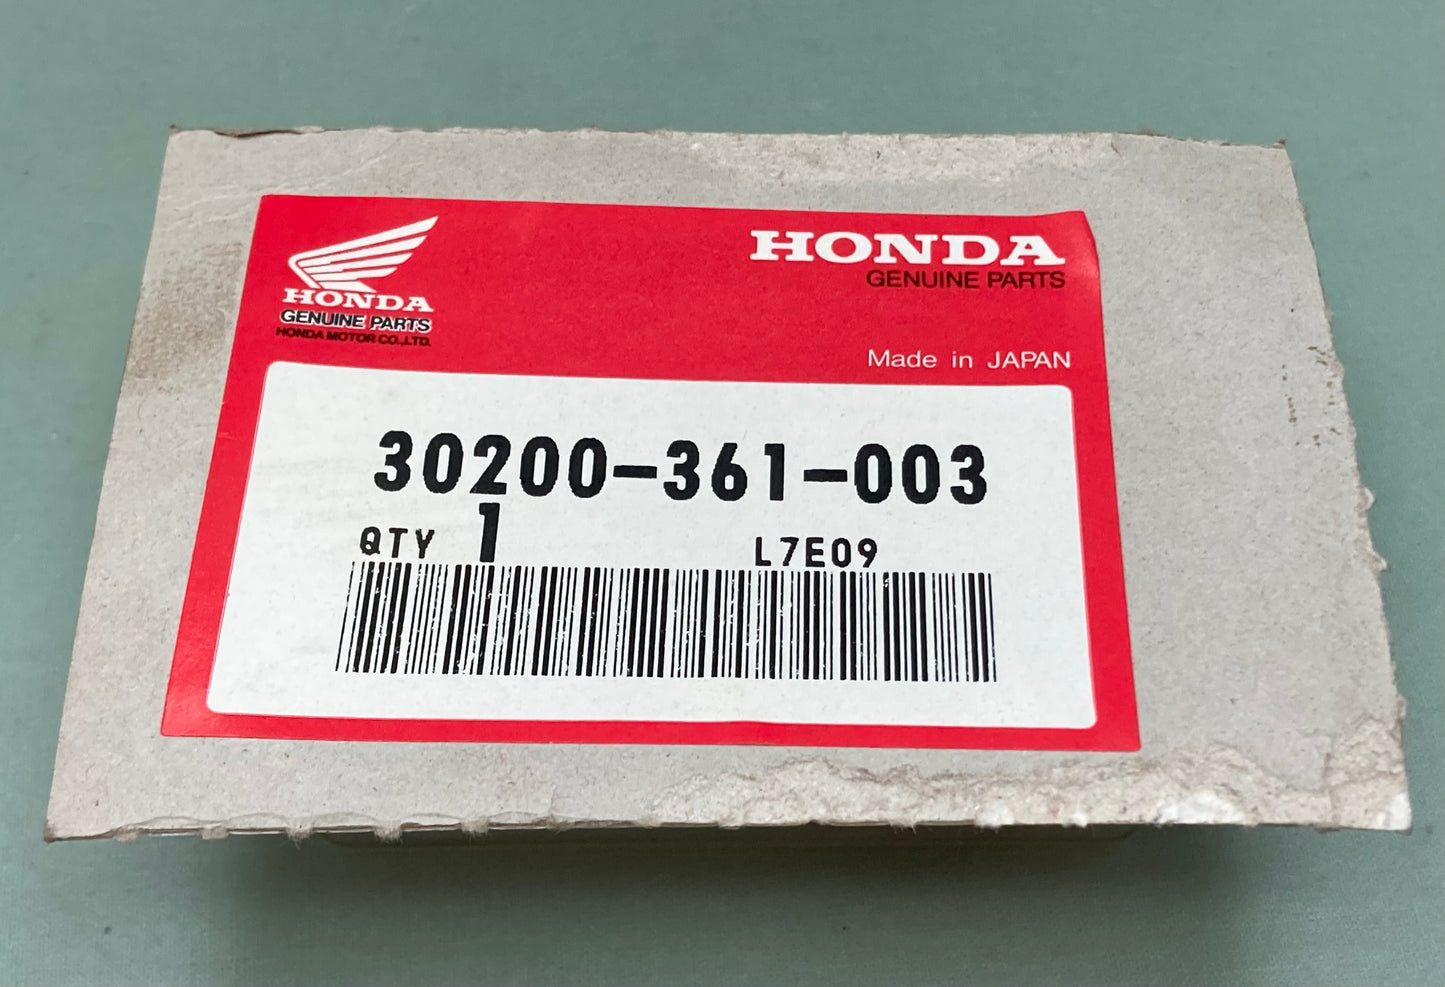 HONDA
GENUINE PARTS
HONDA MOTOR CO.,LTD.
HONDA
GENUINE PARTS
Made in JAPAN
30200-361-003
QTY 1 L7E09